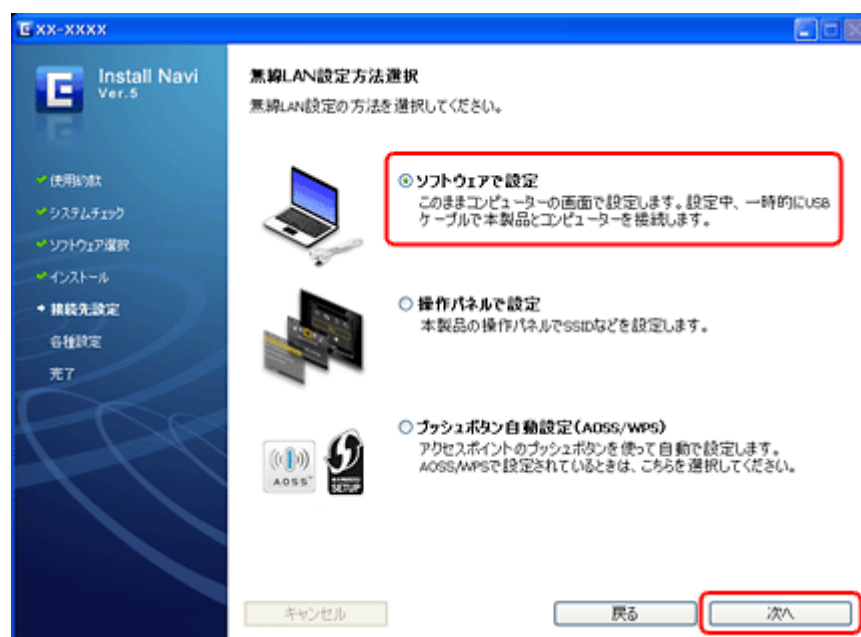 XX-XXXX
Install Navi
Ver.5
使用約款
システムチェック
ソフトウェア選択
インストール
接続先設定
各種設定
完了
無線LAN設定方法選択
無線LAN設定の方法を選択してください。
ソフトウェアで設定
このままコンピューターの画面で設定します。設定中、一時的にUSB
ケーブルで本製品とコンピューターを接続します。
操作パネルで設定
本製品の操作パネルでSSIDなどを設定します。
プッシュボタン自動設定(AOSS/WPS)
アクセスポイントのプッシュボタンを使って自動で設定します。
AOSS/WPSで設定されているときは、こちらを選択してください。
AOSS™
SETUP
キャンセル
戻る
次へ